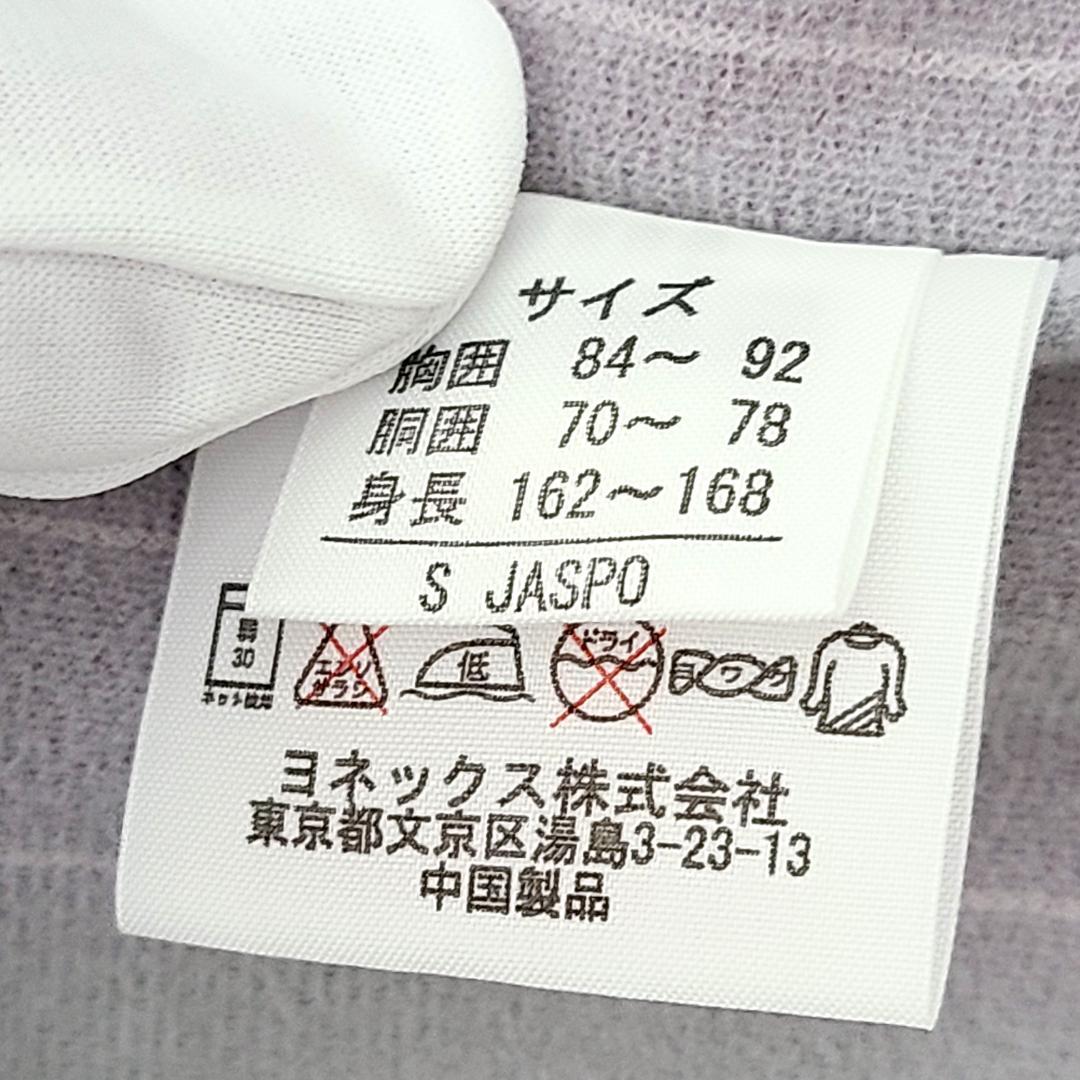 サイズ
胸囲 84～ 92
胴囲 70～ 78
身長 162～168
S JASPO
弱
30
ネット使用
エンソ
サラシ
低
ドライ
ヨネックス株式会社
東京都文京区湯島3-23-13
中国製品